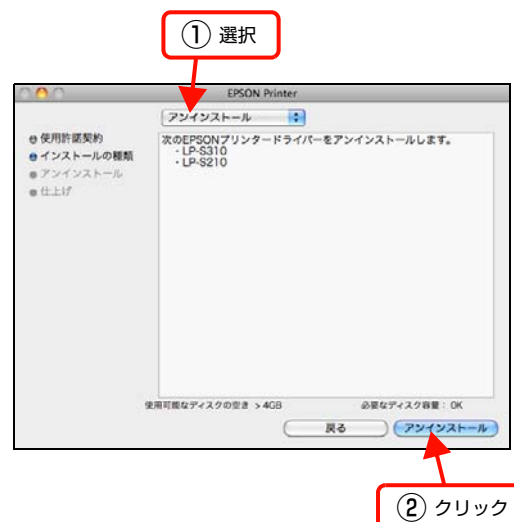 ① 選択
EPSON Printer
アンインストール
使用許諾契約
インストールの種類
アンインストール
仕上げ
次のEPSONプリンタードライバーをアンインストールします。
- LP-S310
- LP-S210
使用可能なディスクの空き > 4GB 必要なディスク容量： OK
戻る アンインストール
② クリック